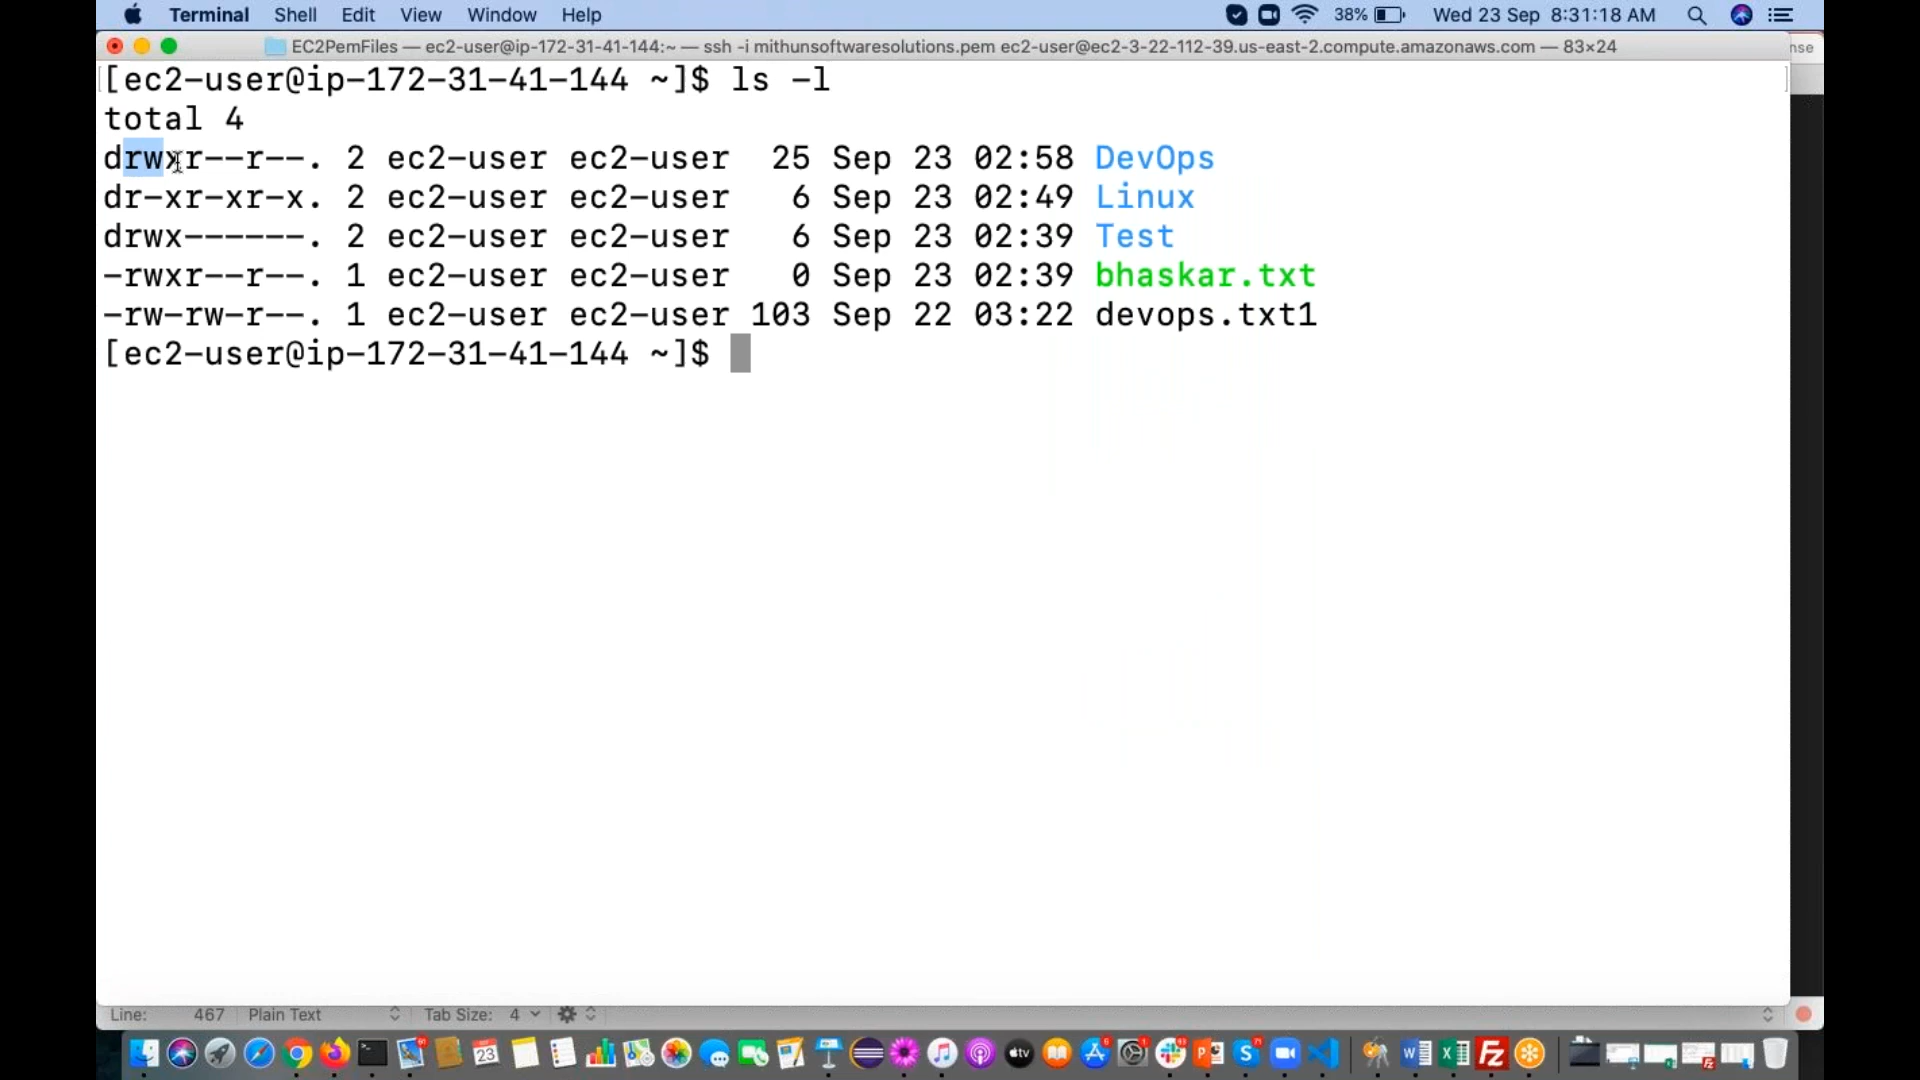 Terminal Shell Edit View Window Help 38% Wed 23 Sep 8:31:18 AM
EC2PemFiles — ec2-user@ip-172-31-41-144:~ — ssh -i mithunsoftwaresolutions.pem ec2-user@ec2-3-22-112-39.us-east-2.compute.amazonaws.com — 83×24
nse
[ec2-user@ip-172-31-41-144 ~]$ ls -l
total 4
drwxr--r--. 2 ec2-user ec2-user 25 Sep 23 02:58 DevOps
dr-xr-xr-x. 2 ec2-user ec2-user 6 Sep 23 02:49 Linux
drwx------. 2 ec2-user ec2-user 6 Sep 23 02:39 Test
-rwxr--r--. 1 ec2-user ec2-user 0 Sep 23 02:39 bhaskar.txt
-rw-rw-r--. 1 ec2-user ec2-user 103 Sep 22 03:22 devops.txt1
[ec2-user@ip-172-31-41-144 ~]$
Line: 467 Plain Text Tab Size: 4
23 tv